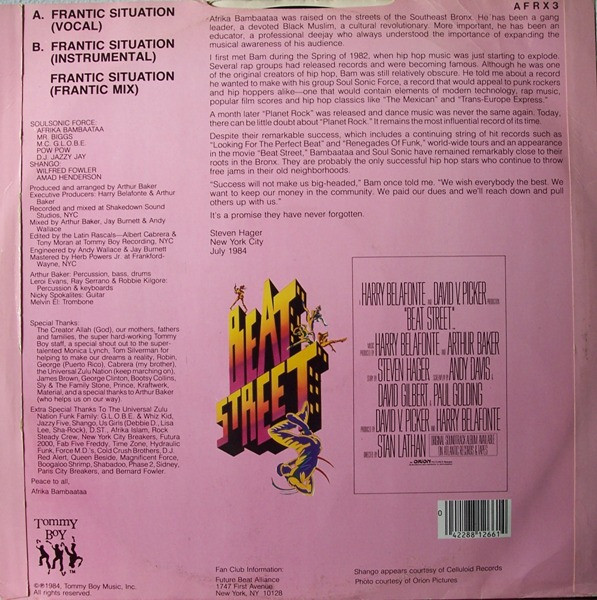 A. FRANTIC SITUATION
(VOCAL)
B. FRANTIC SITUATION
(INSTRUMENTAL)
FRANTIC SITUATION
(FRANTIC MIX)
SOULSONIC FORCE:
AFRIKA BAMBAATAA
MR. BIGGS
M.C. G.L.O.B.E.
POW POW
D.J. JAZZY JAY
SHANGO:
WILFRED FOWLER
AMAD HENDERSON
Produced and arranged by Arthur Baker
Executive Producers: Harry Belafonte & Arthur
Baker
Recorded and mixed at Shakedown Sound
Studios, NYC
Mixed by Arthur Baker, Jay Burnett & Andy
Wallace
Edited by the Latin Rascals—Albert Cabrera &
Tony Moran at Tommy Boy Recording, NYC
Engineered by Andy Wallace & Jay Burnett
Mastered by Herb Powers Jr. at Frankford-
Wayne, NYC
Arthur Baker: Percussion, bass, drums
Leroi Evans, Ray Serrano & Robbie Kilgore:
Percussion & keyboards
Nicky Spokalites: Guitar
Melvin El: Trombone
Special Thanks:
The Creator Allah (God), our mothers, fathers
and families, the super hard-working Tommy
Boy staff, a special shout out to the super-
talented Monica Lynch, Tom Silverman for
helping to make our dreams a reality, Robin,
George (Puerto Rico), Cabrera (my brother),
the Universal Zulu Nation (keep marching on),
James Brown, George Clinton, Bootsy Collins,
Sly & The Family Stone, Prince, Kraftwerk,
Material, and a special thanks to Arthur Baker
(who helps us on our way).
Extra Special Thanks To The Universal Zulu
Nation Funk Family: G.L.O.B.E. & Whiz Kid,
Jazzy Five, Shango, Us Girls (Debbie D., Lisa
Lee, Sha-Rock), D.ST., Afrika Islam, Rock
Steady Crew, New York City Breakers, Futura
2000, Fab Five Freddy, Time Zone, Hydraulic
Funk, Force M.D.'s, Cold Crush Brothers, D.J.
Red Alert, Queen Beside, Magnificent Force,
Boogaloo Shrimp, Shabadoo, Phase 2, Sidney,
Paris City Breakers, and Bernard Fowler.
Peace to all,
Afrika Bambaataa
Tommy
Boy
©℗1984, Tommy Boy Music, Inc.
All rights reserved.
AFRX3
Afrika Bambaataa was raised on the streets of the Southeast Bronx. He has been a gang
leader, a devoted Black Muslim, a cultural revolutionary. More important, he has been an
educator, a professional deejay who always understood the importance of expanding the
musical awareness of his audience.
I first met Bam during the Spring of 1982, when hip hop music was just starting to explode.
Several rap groups had released records and were becoming famous. Although he was one
of the original creators of hip hop, Bam was still relatively obscure. He told me about a record
he wanted to make with his group Soul Sonic Force, a record that would appeal to punk rockers
and hip hoppers alike—one that would contain elements of modern technology, rap music,
popular film scores and hip hop classics like "The Mexican" and "Trans-Europe Express."
A month later "Planet Rock" was released and dance music was never the same again. Today,
there can be little doubt about "Planet Rock." It remains the most influential record of its time.
Despite their remarkable success, which includes a continuing string of hit records such as
"Looking For The Perfect Beat" and "Renegades Of Funk," world-wide tours and an appearance
in the movie "Beat Street," Bambaataa and Soul Sonic have remained remarkably close to their
roots in the Bronx. They are probably the only successful hip hop stars who continue to throw
free jams in their old neighborhoods.
"Success will not make us big-headed," Bam once told me. "We wish everybody the best. We
want to keep our money in the community. We paid our dues and we'll reach down and pull
others up with us."
It's a promise they have never forgotten.
Steven Hager
New York City
July 1984
BEAT
STREET
HARRY BELAFONTE AND DAVID V. PICKER
"BEAT STREET"
HARRY BELAFONTE AND ARTHUR BAKER
STEVEN HAGER ANDY DAVIS
DAVID GILBERT & PAUL GOLDING
DAVID V. PICKER AND HARRY BELAFONTE
STAN LATHAN ORIGINAL SOUNDTRACK ALBUM AVAILABLE
ON ATLANTIC RECORDS & TAPES
AN ORION
0
42288 12661
Fan Club Information:
Future Beat Alliance
1747 First Avenue
New York, NY 10128
Shango appears courtesy of Celluloid Records
Photo courtesy of Orion Pictures